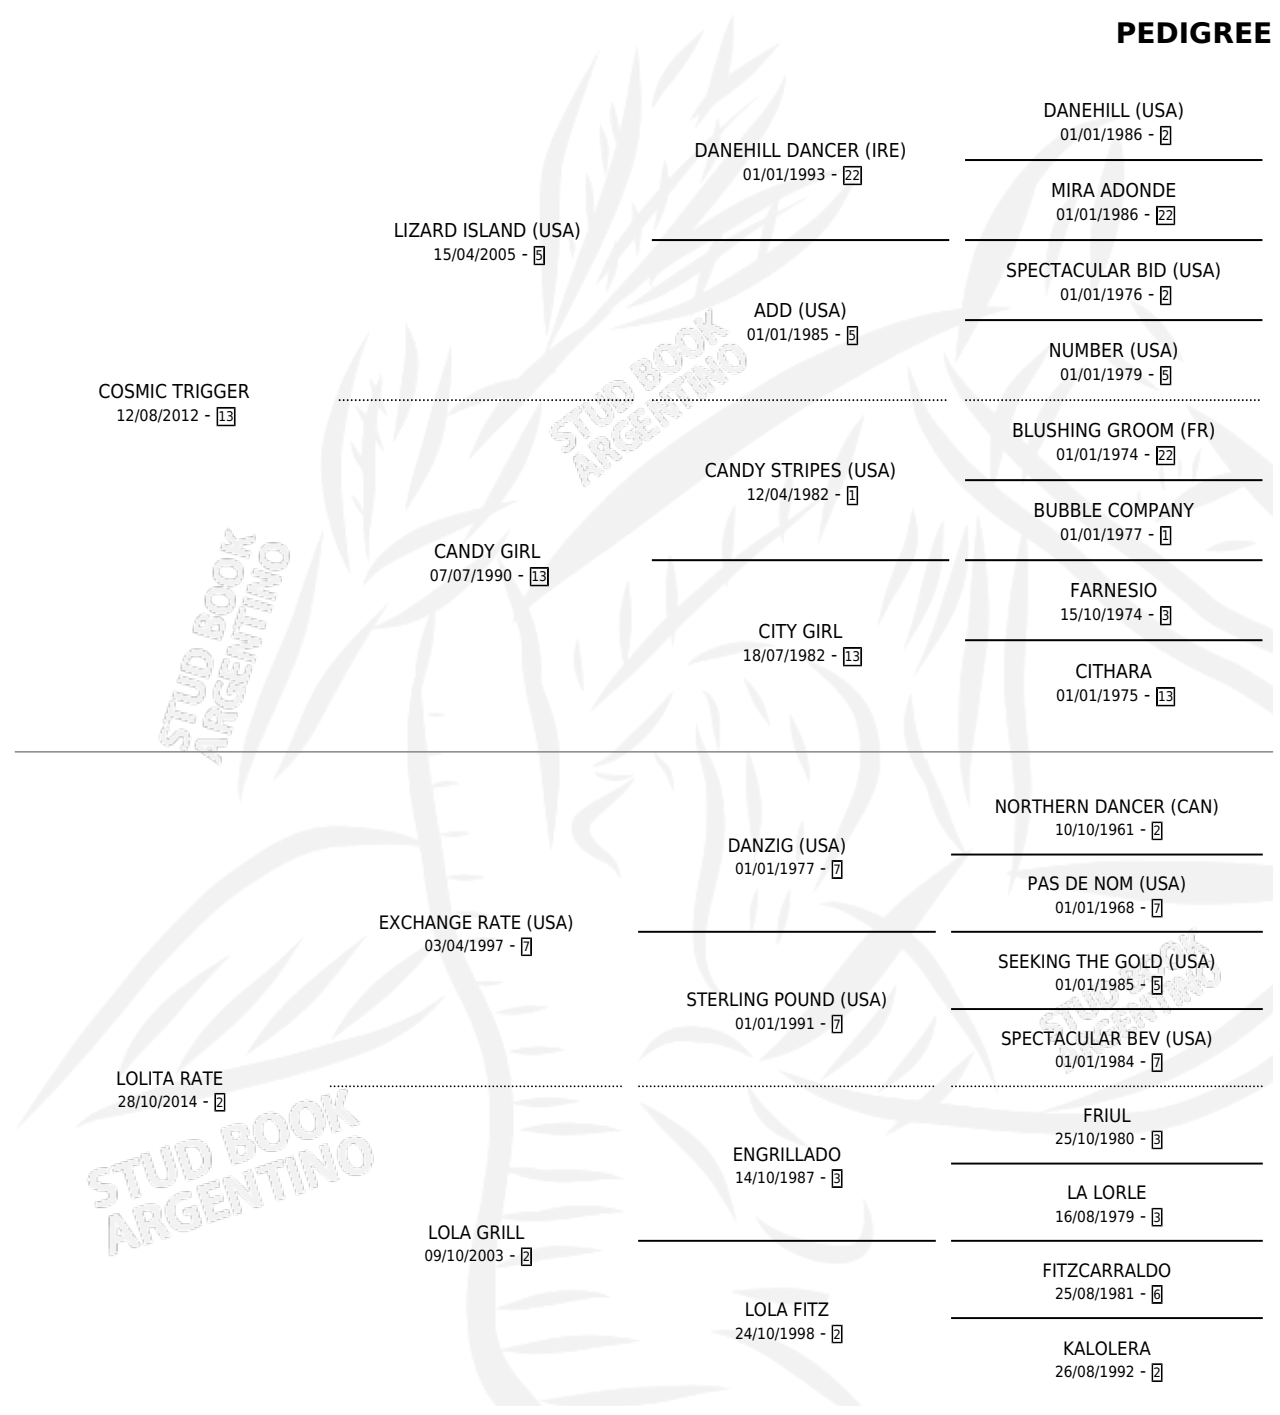 PEDIGREE
COSMIC TRIGGER
12/08/2012 - 13
LIZARD ISLAND (USA)
15/04/2005 - 5
DANEHILL DANCER (IRE)
01/01/1993 - 22
DANEHILL (USA)
01/01/1986 - 2
MIRA ADONDE
01/01/1986 - 22
ADD (USA)
01/01/1985 - 5
SPECTACULAR BID (USA)
01/01/1976 - 2
NUMBER (USA)
01/01/1979 - 5
CANDY GIRL
07/07/1990 - 13
CANDY STRIPES (USA)
12/04/1982 - 1
BLUSHING GROOM (FR)
01/01/1974 - 22
BUBBLE COMPANY
01/01/1977 - 1
CITY GIRL
18/07/1982 - 13
FARNESIO
15/10/1974 - 3
CITHARA
01/01/1975 - 13
LOLITA RATE
28/10/2014 - 2
EXCHANGE RATE (USA)
03/04/1997 - 7
DANZIG (USA)
01/01/1977 - 7
NORTHERN DANCER (CAN)
10/10/1961 - 2
PAS DE NOM (USA)
01/01/1968 - 7
STERLING POUND (USA)
01/01/1991 - 7
SEEKING THE GOLD (USA)
01/01/1985 - 5
SPECTACULAR BEV (USA)
01/01/1984 - 7
LOLA GRILL
09/10/2003 - 2
ENGRILLADO
14/10/1987 - 3
FRIUL
25/10/1980 - 3
LA LORLE
16/08/1979 - 3
LOLA FITZ
24/10/1998 - 2
FITZCARRALDO
25/08/1981 - 6
KALOLERA
26/08/1992 - 2
STUD BOOK
ARGENTINO
STUD BOOK
ARGENTINO
STUD BOOK
ARGENTINO
STUD BOOK
ARGENTINO